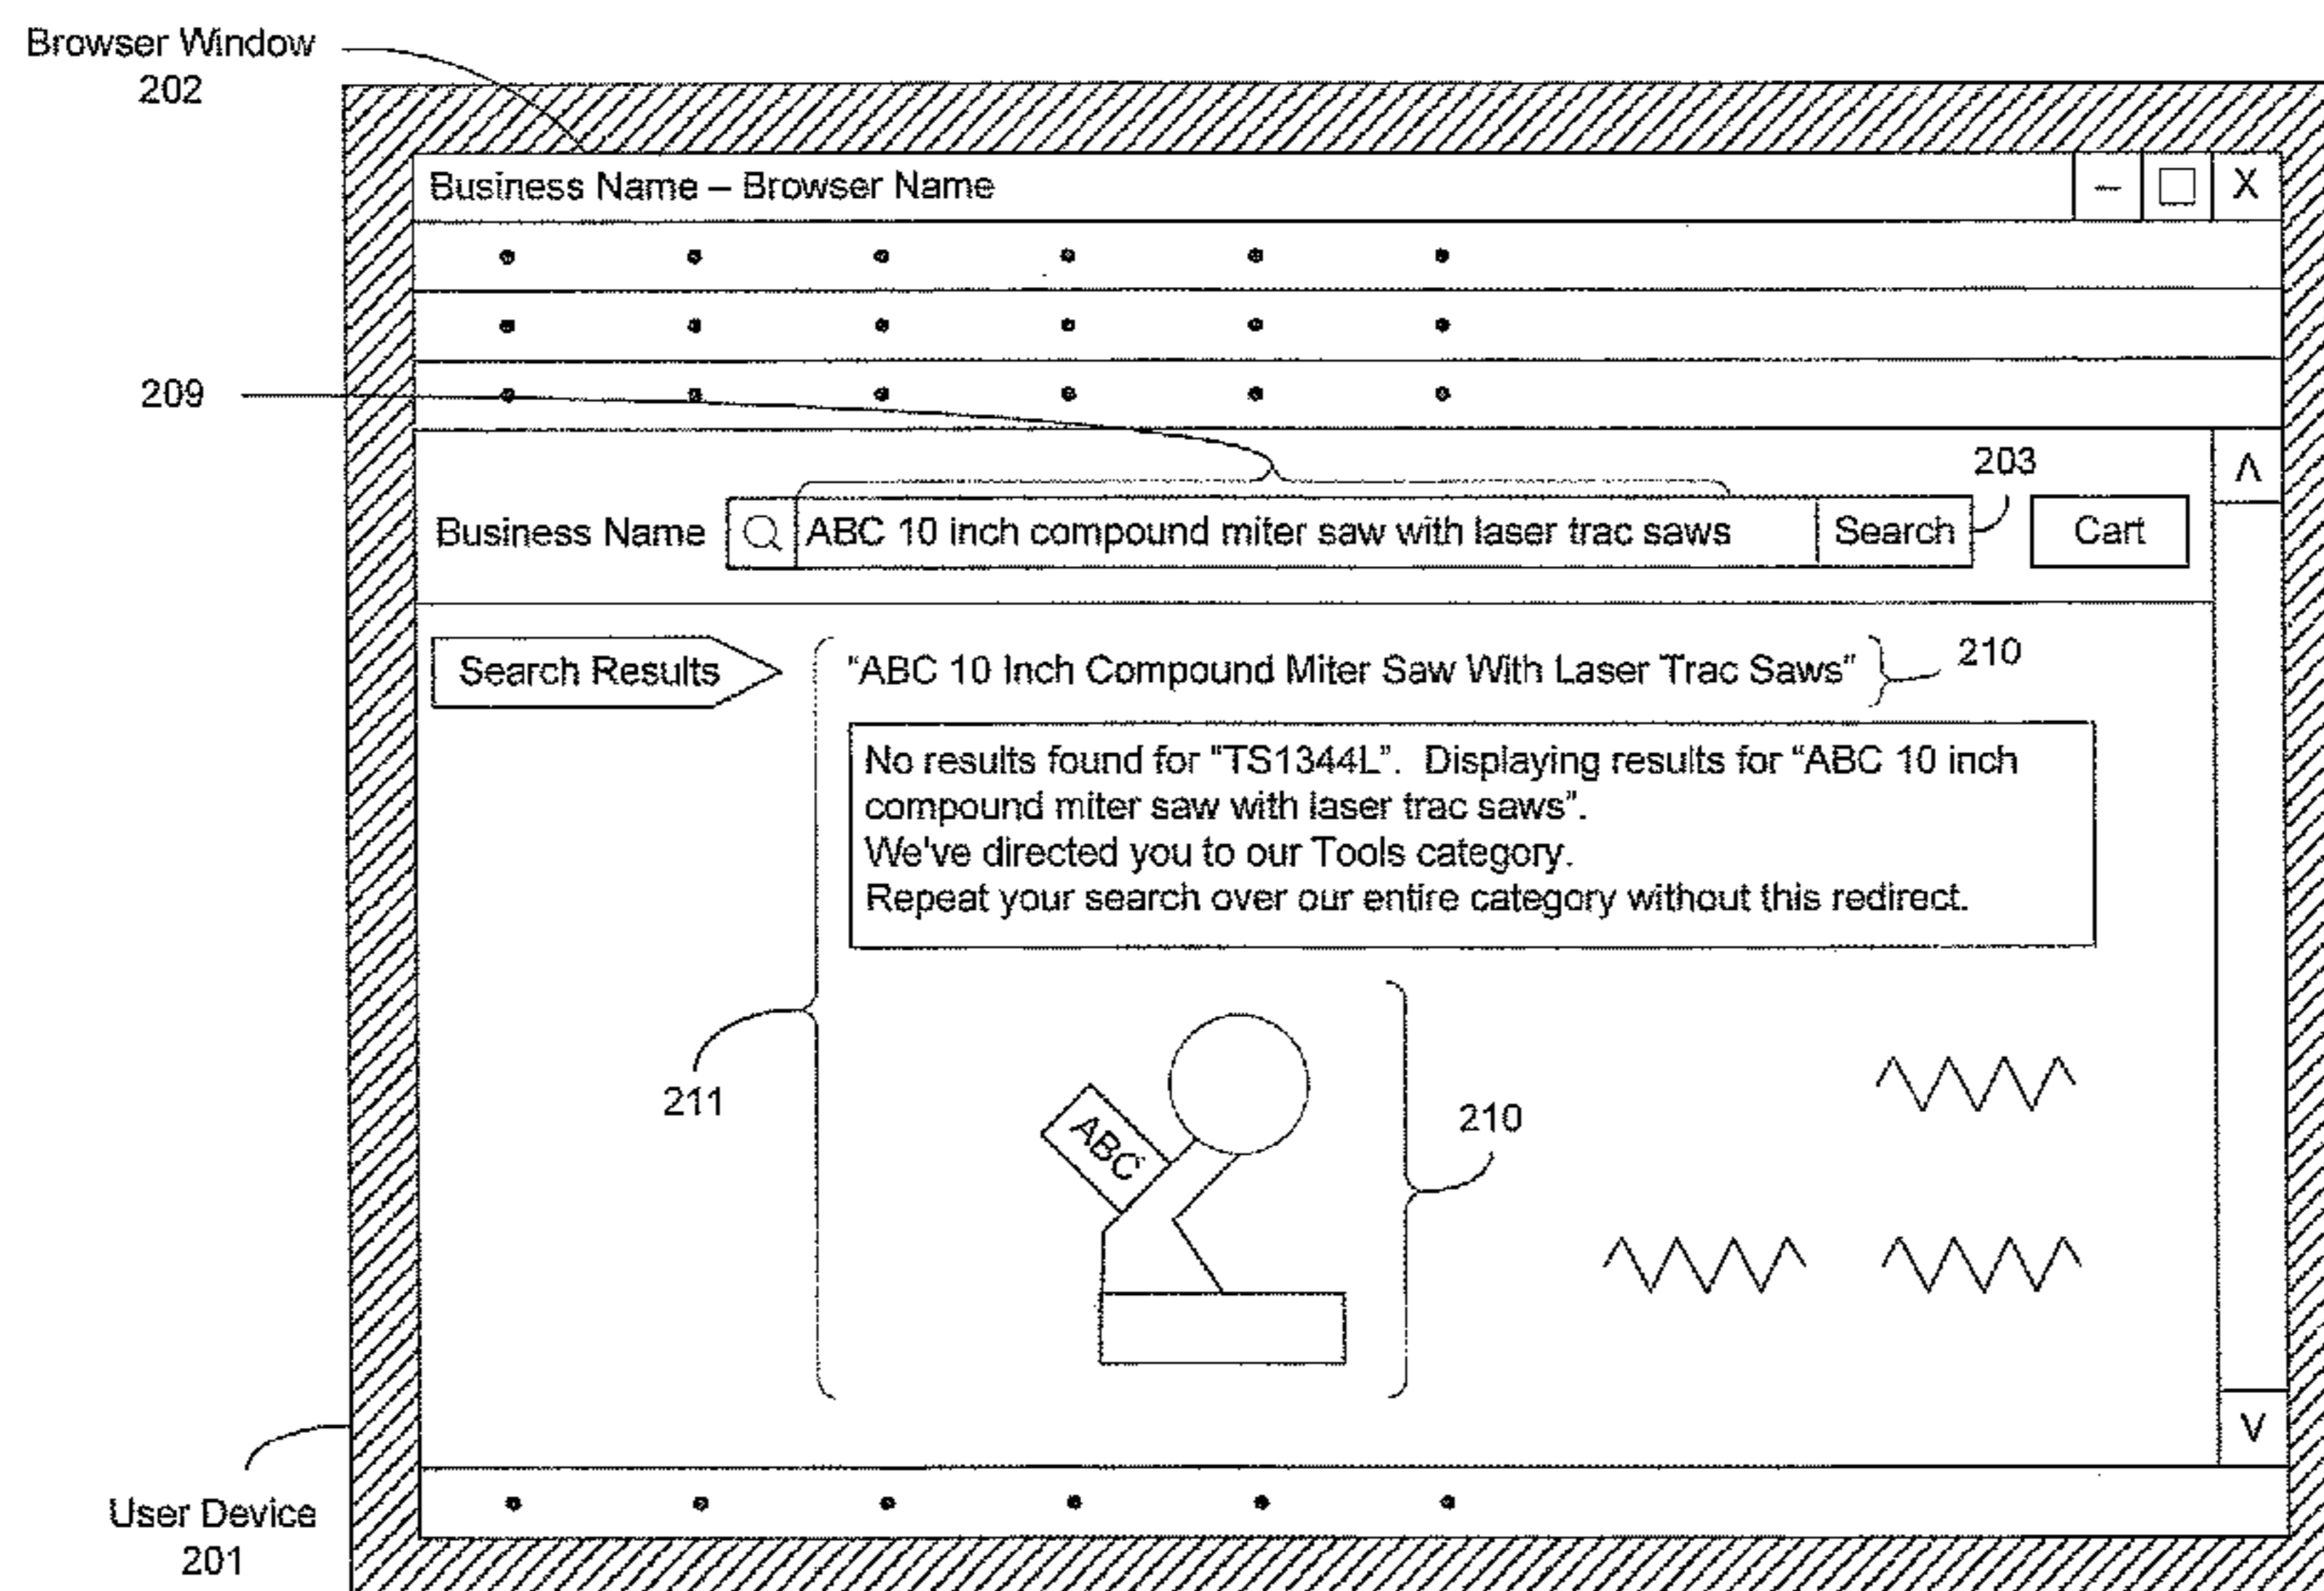 Browser Window
202
Business Name – Browser Name
– X
209
203
Λ
Business Name ABC 10 inch compound miter saw with laser trac saws Search Cart
Search Results "ABC 10 Inch Compound Miter Saw With Laser Trac Saws" 210
No results found for "TS1344L". Displaying results for "ABC 10 inch
compound miter saw with laser trac saws".
We've directed you to our Tools category.
Repeat your search over our entire category without this redirect.
211
ABC
210
V
User Device
201